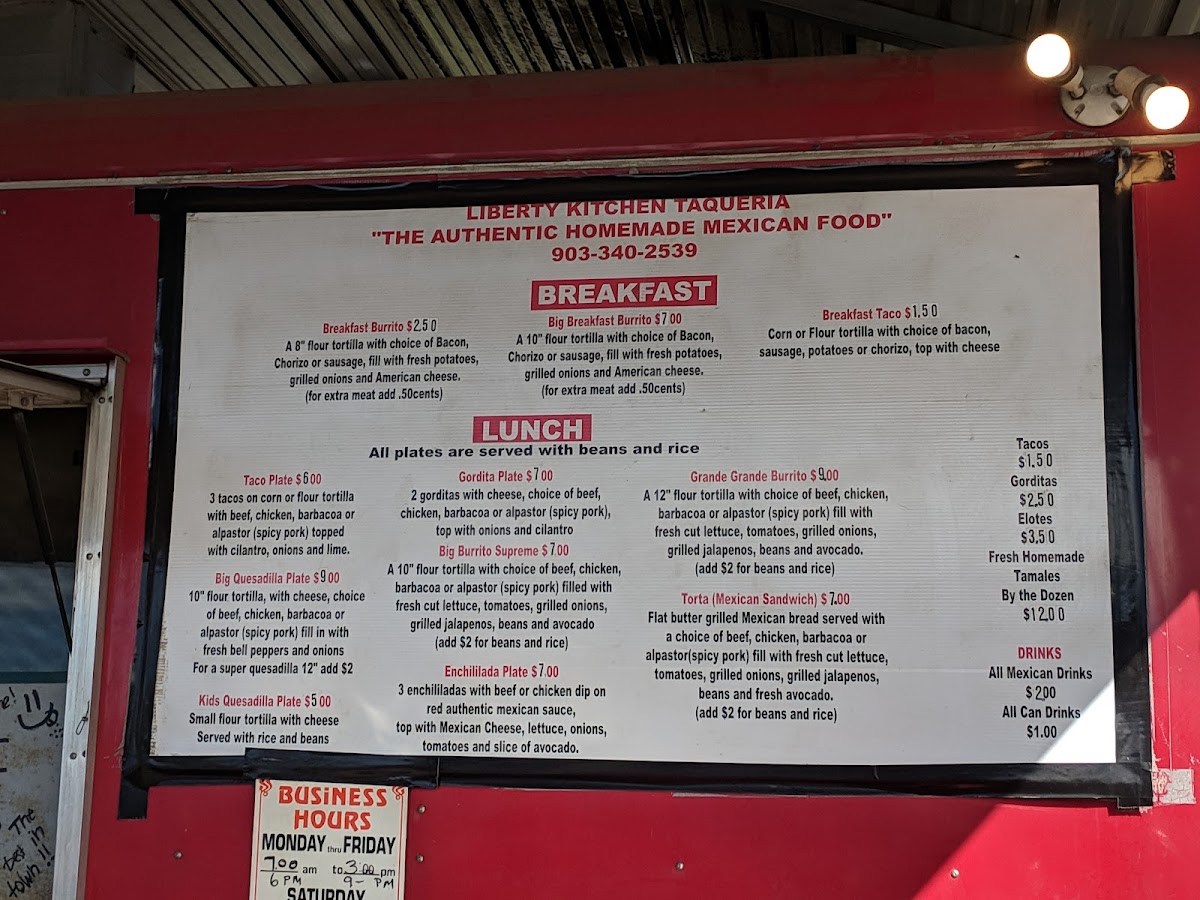 LIBERTY KITCHEN TAQUERIA
"THE AUTHENTIC HOMEMADE MEXICAN FOOD"
903-340-2539
BREAKFAST
Breakfast Burrito $2.50
A 8" flour tortilla with choice of Bacon,
Chorizo or sausage, fill with fresh potatoes,
grilled onions and American cheese.
(for extra meat add .50cents)
Big Breakfast Burrito $7.00
A 10" flour tortilla with choice of Bacon,
Chorizo or sausage, fill with fresh potatoes,
grilled onions and American cheese.
(for extra meat add .50cents)
Breakfast Taco $1.50
Corn or Flour tortilla with choice of bacon,
sausage, potatoes or chorizo, top with cheese
LUNCH
All plates are served with beans and rice
Taco Plate $6.00
3 tacos on corn or flour tortilla
with beef, chicken, barbacoa or
alpastor (spicy pork) topped
with cilantro, onions and lime.
Big Quesadilla Plate $9.00
10" flour tortilla, with cheese, choice
of beef, chicken, barbacoa or
alpastor (spicy pork) fill in with
fresh bell peppers and onions
For a super quesadilla 12" add $2
Kids Quesadilla Plate $5.00
Small flour tortilla with cheese
Served with rice and beans
Gordita Plate $7.00
2 gorditas with cheese, choice of beef,
chicken, barbacoa or alpastor (spicy pork),
top with onions and cilantro
Big Burrito Supreme $7.00
A 10" flour tortilla with choice of beef, chicken,
barbacoa or alpastor (spicy pork) filled with
fresh cut lettuce, tomatoes, grilled onions,
grilled jalapenos, beans and avocado
(add $2 for beans and rice)
Enchililada Plate $7.00
3 enchililadas with beef or chicken dip on
red authentic mexican sauce,
top with Mexican Cheese, lettuce, onions,
tomatoes and slice of avocado.
Grande Grande Burrito $9.00
A 12" flour tortilla with choice of beef, chicken,
barbacoa or alpastor (spicy pork) fill with
fresh cut lettuce, tomatoes, grilled onions,
grilled jalapenos, beans and avocado.
(add $2 for beans and rice)
Torta (Mexican Sandwich) $7.00
Flat butter grilled Mexican bread served with
a choice of beef, chicken, barbacoa or
alpastor(spicy pork) fill with fresh cut lettuce,
tomatoes, grilled onions, grilled jalapenos,
beans and fresh avocado.
(add $2 for beans and rice)
Tacos
$1.50
Gorditas
$2.50
Elotes
$3.50
Fresh Homemade
Tamales
By the Dozen
$12.00
DRINKS
All Mexican Drinks
$2.00
All Can Drinks
$1.00
BUSINESS
HOURS
MONDAY thru FRIDAY
7:00 am to 3:00 pm
6 PM 9- PM
SATURDAY
The
best in
town!!